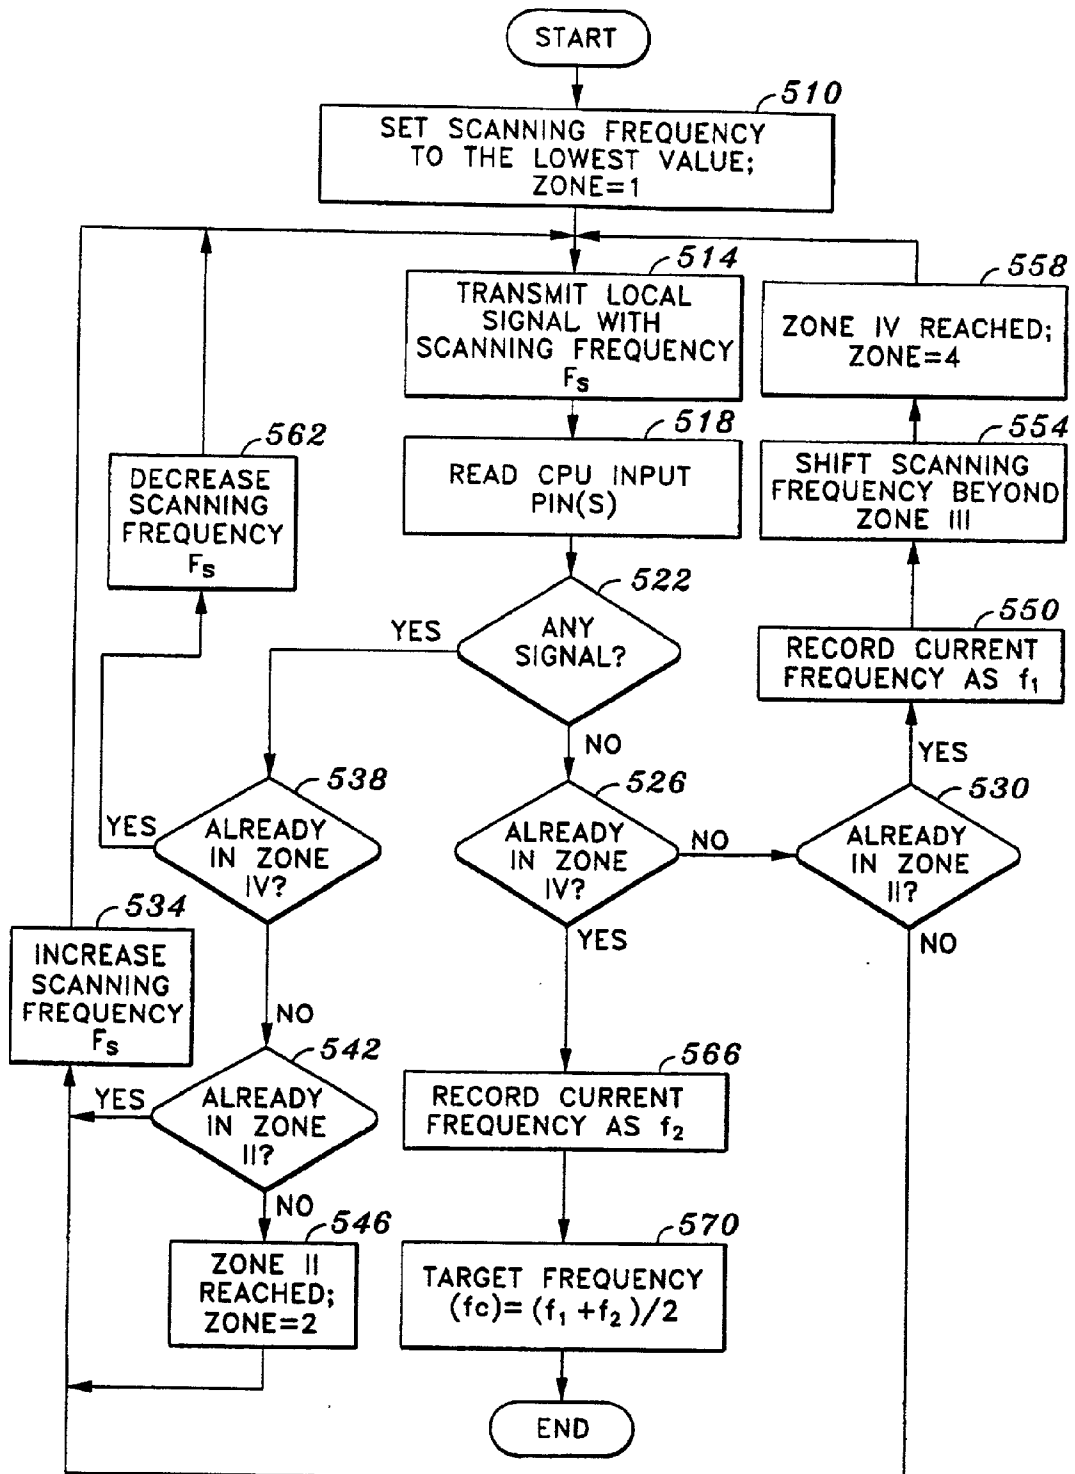 START
510
SET SCANNING FREQUENCY
TO THE LOWEST VALUE;
ZONE=1
514
TRANSMIT LOCAL
SIGNAL WITH
SCANNING FREQUENCY
Fs
558
ZONE IV REACHED;
ZONE=4
518
READ CPU INPUT
PIN(S)
554
SHIFT SCANNING
FREQUENCY BEYOND
ZONE III
562
DECREASE
SCANNING
FREQUENCY
Fs
522
ANY
SIGNAL?
YES
NO
550
RECORD CURRENT
FREQUENCY AS f1
YES
538
ALREADY
IN ZONE
IV?
YES
NO
526
ALREADY
IN ZONE
IV?
NO
YES
530
ALREADY
IN ZONE
II?
NO
534
INCREASE
SCANNING
FREQUENCY
Fs
542
ALREADY
IN ZONE
II?
YES
NO
566
RECORD CURRENT
FREQUENCY AS f2
546
ZONE II
REACHED;
ZONE=2
570
TARGET FREQUENCY
(fc)=(f1+f2)/2
END